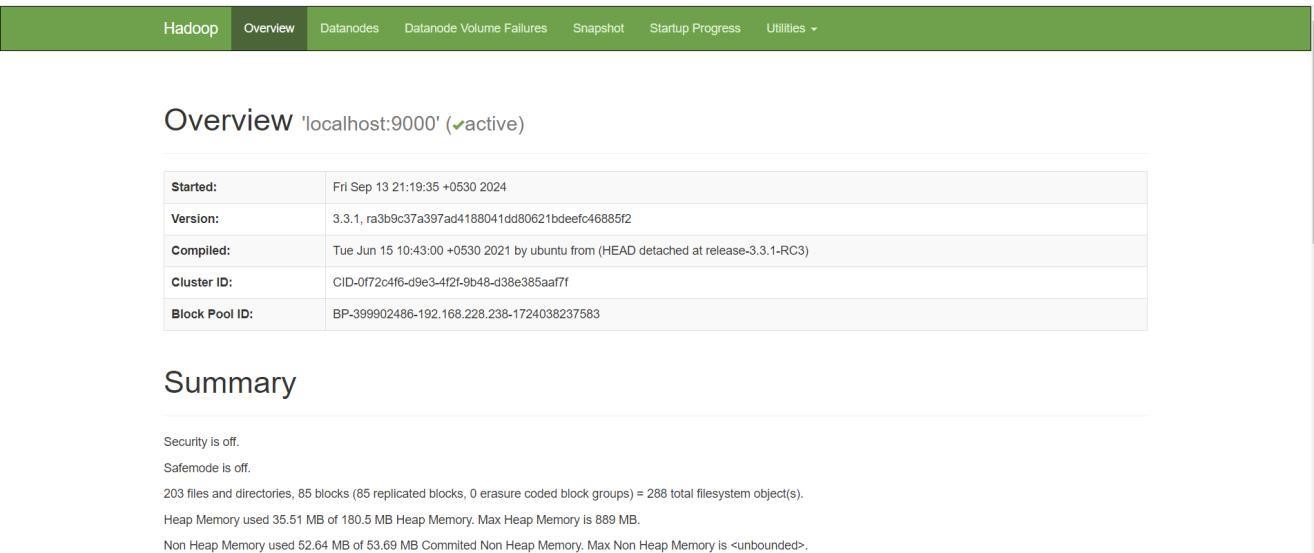 Hadoop Overview Datanodes Datanode Volume Failures Snapshot Startup Progress Utilities
Overview 'localhost:9000' (✔active)
Started: Fri Sep 13 21:19:35 +0530 2024
Version: 3.3.1, ra3b9c37a397ad4188041dd80621bdeefc46885f2
Compiled: Tue Jun 15 10:43:00 +0530 2021 by ubuntu from (HEAD detached at release-3.3.1-RC3)
Cluster ID: CID-0f72c4f6-d9e3-4f2f-9b48-d38e385aaf7f
Block Pool ID: BP-399902486-192.168.228.238-1724038237583
Summary
Security is off.
Safemode is off.
203 files and directories, 85 blocks (85 replicated blocks, 0 erasure coded block groups) = 288 total filesystem object(s).
Heap Memory used 35.51 MB of 180.5 MB Heap Memory. Max Heap Memory is 889 MB.
Non Heap Memory used 52.64 MB of 53.69 MB Commited Non Heap Memory. Max Non Heap Memory is <unbounded>.